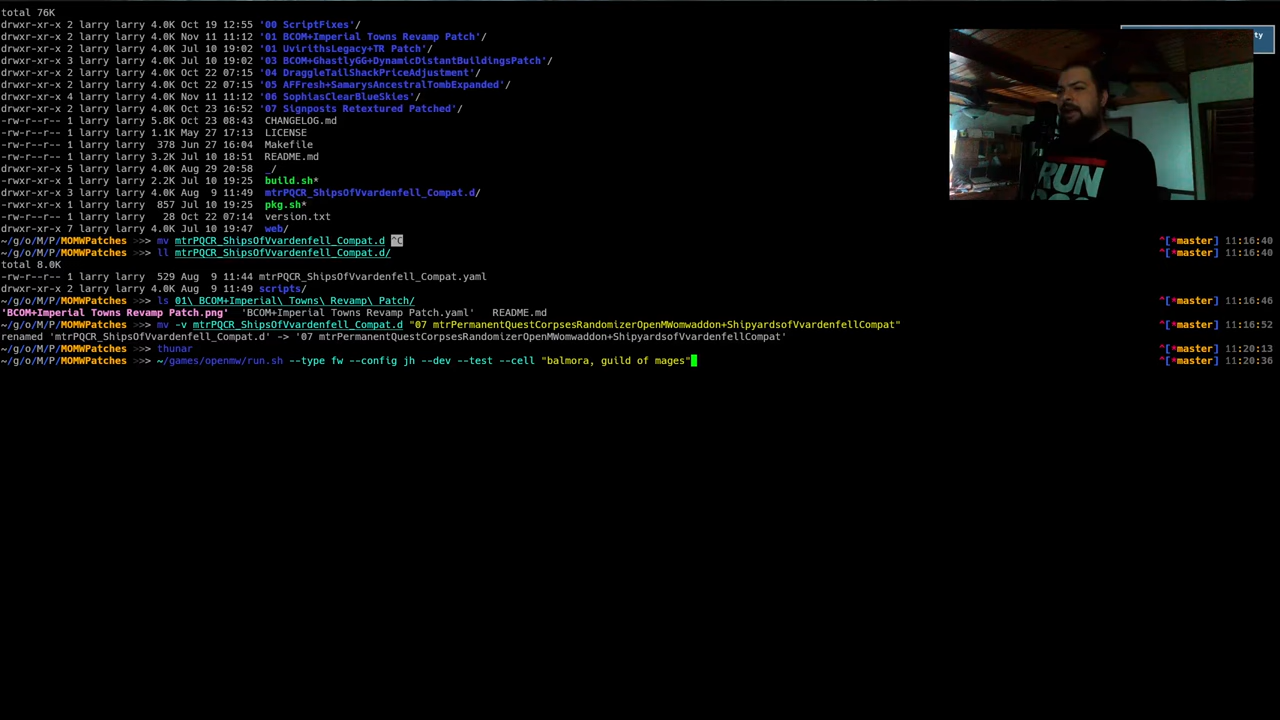 total 76K
drwxr-xr-x 2 larry larry 4.0K Oct 19 12:55 '00 ScriptFixes'/
drwxr-xr-x 2 larry larry 4.0K Nov 11 11:12 '01 BCOM+Imperial Towns Revamp Patch'/
drwxr-xr-x 2 larry larry 4.0K Jul 10 19:02 '01 UvirithsLegacy+TR Patch'/
drwxr-xr-x 3 larry larry 4.0K Jul 10 19:02 '03 BCOM+GhastlyGG+DynamicDistantBuildingsPatch'/
drwxr-xr-x 2 larry larry 4.0K Oct 22 07:15 '04 DraggleTailShackPriceAdjustment'/
drwxr-xr-x 2 larry larry 4.0K Oct 22 07:15 '05 AFFresh+SamarysAncestralTombExpanded'/
drwxr-xr-x 4 larry larry 4.0K Nov 11 11:12 '06 SophiasClearBlueSkies'/
drwxr-xr-x 2 larry larry 4.0K Oct 23 16:52 '07 Signposts Retextured Patched'/
-rw-r--r-- 1 larry larry 5.8K Oct 23 08:43 CHANGELOG.md
-rw-r--r-- 1 larry larry 1.1K May 27 17:13 LICENSE
-rw-r--r-- 1 larry larry 378 Jun 27 16:04 Makefile
-rw-r--r-- 1 larry larry 3.2K Jul 10 18:51 README.md
drwxr-xr-x 5 larry larry 4.0K Aug 29 20:58 _/
-rwxr-xr-x 1 larry larry 2.2K Jul 10 19:25 build.sh*
drwxr-xr-x 3 larry larry 4.0K Aug 9 11:49 mtrPQCR_ShipsOfVvardenfell_Compat.d/
-rwxr-xr-x 1 larry larry 857 Jul 10 19:25 pkg.sh*
-rw-r--r-- 1 larry larry 28 Oct 22 07:14 version.txt
drwxr-xr-x 7 larry larry 4.0K Jul 10 19:47 web/
~/g/o/M/P/MOMWPatches >>> mv mtrPQCR_ShipsOfVvardenfell_Compat.d ^C ^[*master] 11:16:40
~/g/o/M/P/MOMWPatches >>> ll mtrPQCR_ShipsOfVvardenfell_Compat.d/ ^[*master] 11:16:40
total 8.0K
-rw-r--r-- 1 larry larry 529 Aug 9 11:44 mtrPQCR_ShipsOfVvardenfell_Compat.yaml
drwxr-xr-x 2 larry larry 4.0K Aug 9 11:49 scripts/
~/g/o/M/P/MOMWPatches >>> ls 01\ BCOM+Imperial\ Towns\ Revamp\ Patch/ ^[*master] 11:16:46
'BCOM+Imperial Towns Revamp Patch.png' 'BCOM+Imperial Towns Revamp Patch.yaml' README.md
~/g/o/M/P/MOMWPatches >>> mv -v mtrPQCR_ShipsOfVvardenfell_Compat.d "07 mtrPermanentQuestCorpsesRandomizerOpenMWomwaddon+ShipyardsofVvardenfellCompat" ^[*master] 11:16:52
renamed 'mtrPQCR_ShipsOfVvardenfell_Compat.d' -> '07 mtrPermanentQuestCorpsesRandomizerOpenMWomwaddon+ShipyardsofVvardenfellCompat'
~/g/o/M/P/MOMWPatches >>> thunar ^[*master] 11:20:13
~/g/o/M/P/MOMWPatches >>> ~/games/openmw/run.sh --type fw --config jh --dev --test --cell "balmora, guild of mages" ^[*master] 11:20:36
RUN